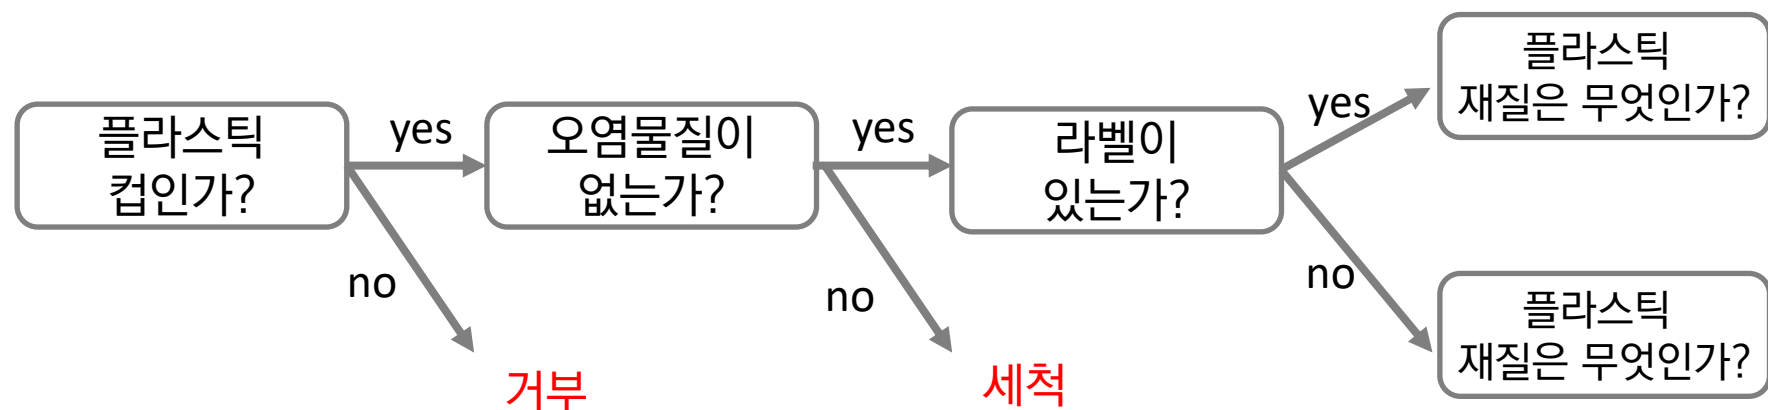 플라스틱
컵인가?
yes
no
거부
오염물질이
없는가?
yes
no
세척
라벨이
있는가?
yes
no
플라스틱
재질은 무엇인가?
플라스틱
재질은 무엇인가?